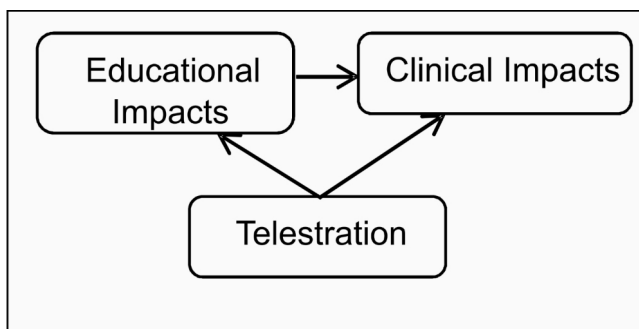 Educational
Impacts
Clinical Impacts
Telestration